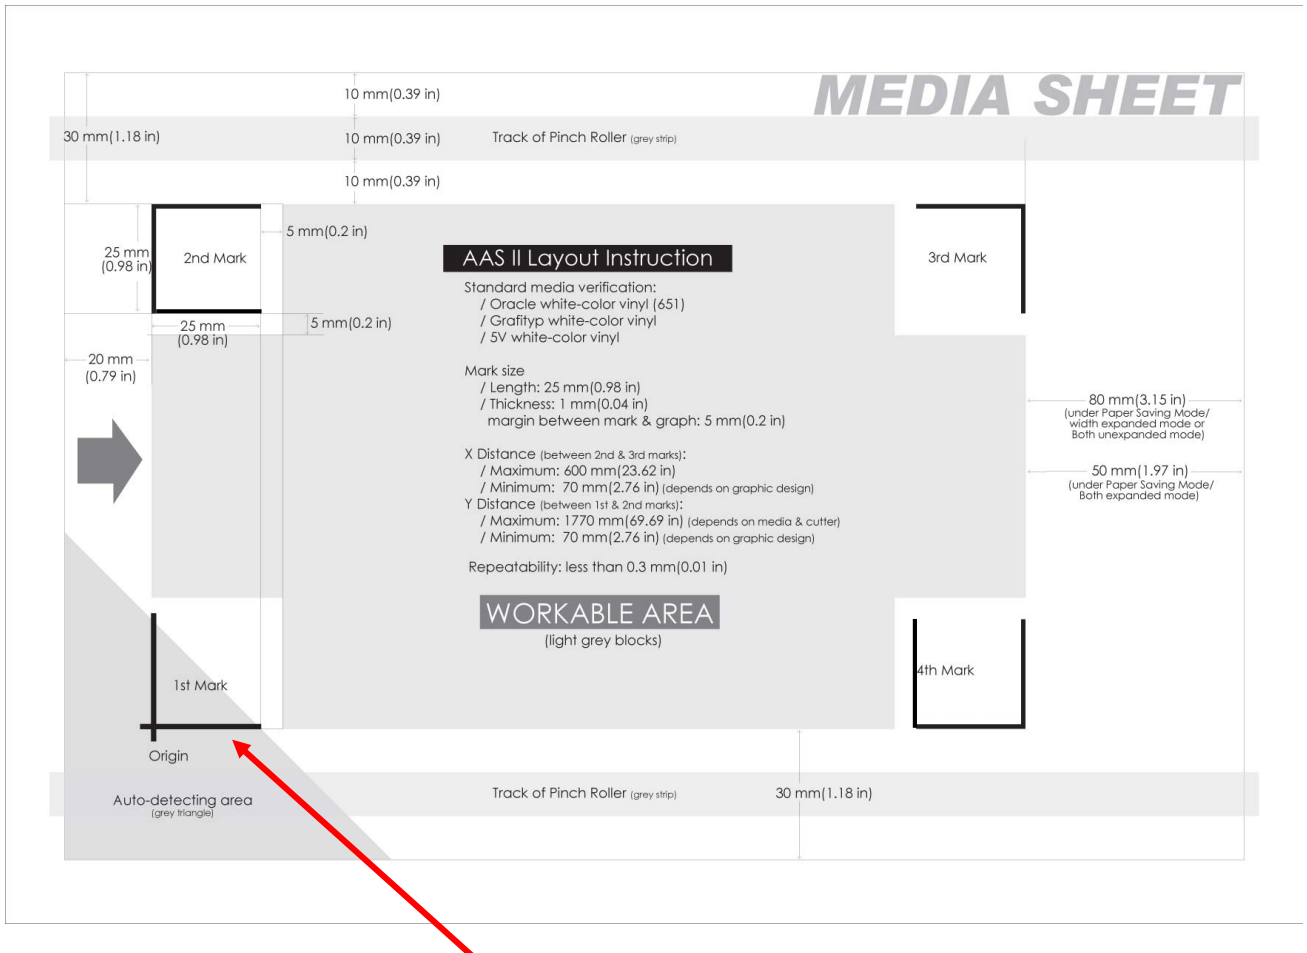 MEDIA SHEET
10 mm(0.39 in)
30 mm(1.18 in)
10 mm(0.39 in)
Track of Pinch Roller (grey strip)
10 mm(0.39 in)
5 mm(0.2 in)
25 mm
(0.98 in)
2nd Mark
AAS II Layout Instruction
3rd Mark
Standard media verification:
/ Oracle white-color vinyl (651)
/ Grafityp white-color vinyl
/ 5V white-color vinyl
25 mm
(0.98 in)
5 mm(0.2 in)
20 mm
(0.79 in)
Mark size
/ Length: 25 mm(0.98 in)
/ Thickness: 1 mm(0.04 in)
margin between mark & graph: 5 mm(0.2 in)
80 mm(3.15 in)
(under Paper Saving Mode/
width expanded mode or
Both unexpanded mode)
X Distance (between 2nd & 3rd marks):
/ Maximum: 600 mm(23.62 in)
/ Minimum: 70 mm(2.76 in) (depends on graphic design)
Y Distance (between 1st & 2nd marks):
/ Maximum: 1770 mm(69.69 in) (depends on media & cutter)
/ Minimum: 70 mm(2.76 in) (depends on graphic design)
50 mm(1.97 in)
(under Paper Saving Mode/
Both expanded mode)
Repeatability: less than 0.3 mm(0.01 in)
WORKABLE AREA
(light grey blocks)
1st Mark
4th Mark
Origin
Auto-detecting area
(grey triangle)
Track of Pinch Roller (grey strip)
30 mm(1.18 in)